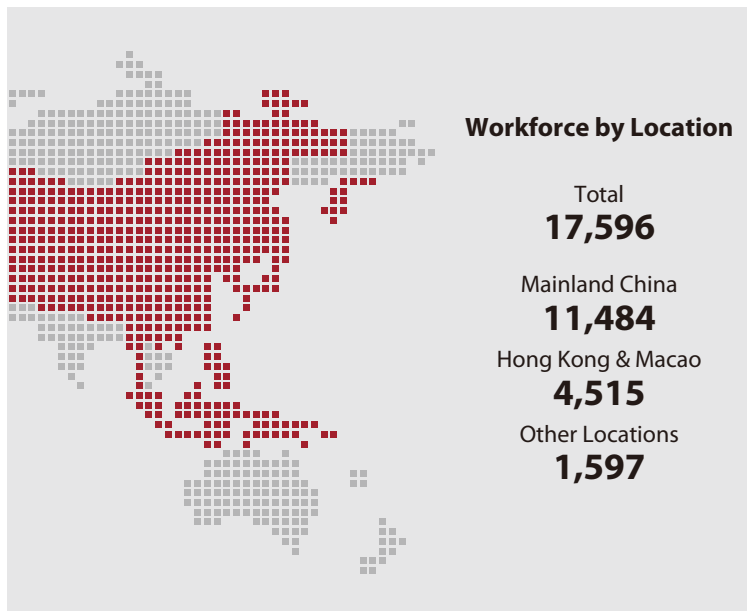 Workforce by Location
Total
17,596
Mainland China
11,484
Hong Kong & Macao
4,515
Other Locations
1,597